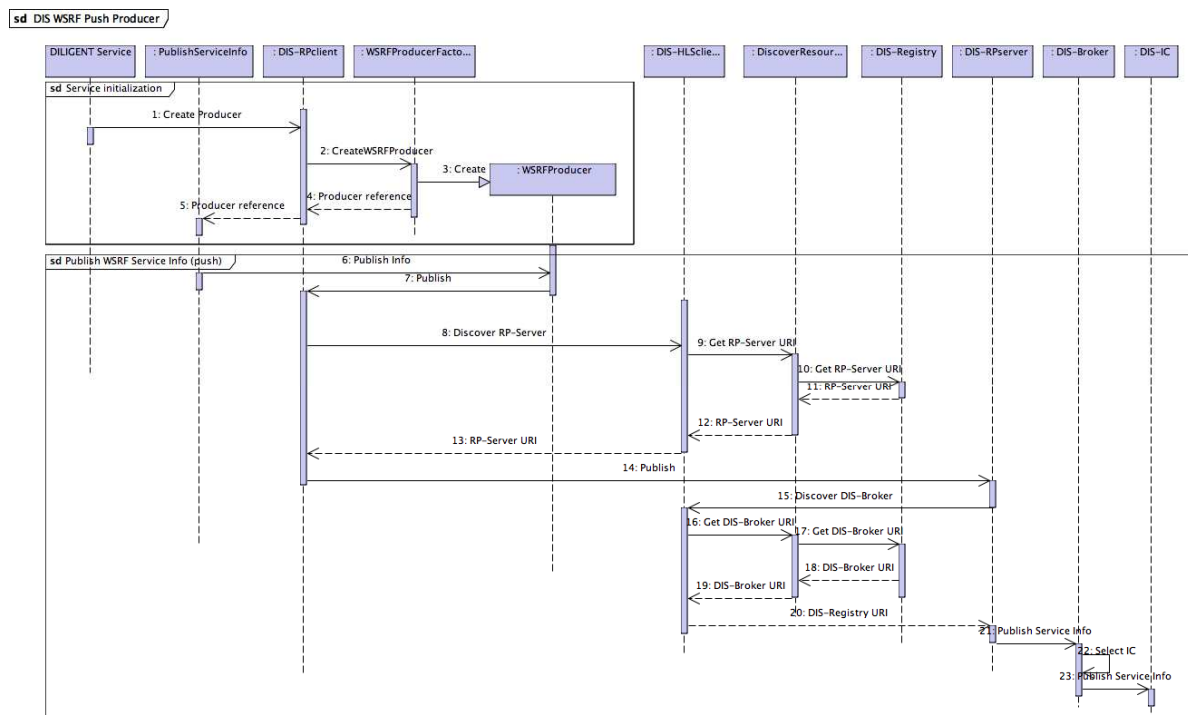 sd DIS WSRF Push Producer
DILIGENT Service
: PublishServiceInfo
: DIS-RPclient
: WSRFProducerFacto...
: DIS-HLSclie...
: DiscoverResour...
: DIS-Registry
: DIS-RPserver
: DIS-Broker
: DIS-IC
sd Service initialization
1: Create Producer
2: CreateWSRFProducer
3: Create
: WSRFProducer
4: Producer reference
5: Producer reference
sd Publish WSRF Service Info (push)
6: Publish Info
7: Publish
8: Discover RP-Server
9: Get RP-Server URI
10: Get RP-Server URI
11: RP-Server URI
12: RP-Server URI
13: RP-Server URI
14: Publish
15: Discover DIS-Broker
16: Get DIS-Broker URI
17: Get DIS-Broker URI
18: DIS-Broker URI
19: DIS-Broker URI
20: DIS-Registry URI
21: Publish Service Info
22: Select IC
23: Publish Service Info